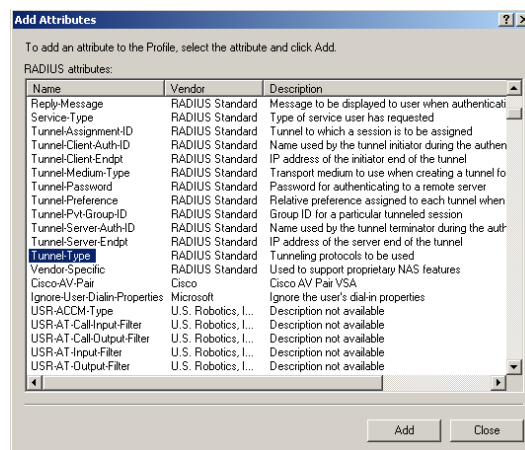 Add Attributes
To add an attribute to the Profile, select the attribute and click Add.
RADIUS attributes:
Name Vendor Description
Reply-Message RADIUS Standard Message to be displayed to user when authenticati
Service-Type RADIUS Standard Type of service user has requested
Tunnel-Assignment-ID RADIUS Standard Tunnel to which a session is to be assigned
Tunnel-Client-Auth-ID RADIUS Standard Name used by the tunnel initiator during the authen
Tunnel-Client-Endpt RADIUS Standard IP address of the initiator end of the tunnel
Tunnel-Medium-Type RADIUS Standard Transport medium to use when creating a tunnel fo
Tunnel-Password RADIUS Standard Password for authenticating to a remote server
Tunnel-Preference RADIUS Standard Relative preference assigned to each tunnel when
Tunnel-Pvt-Group-ID RADIUS Standard Group ID for a particular tunneled session
Tunnel-Server-Auth-ID RADIUS Standard Name used by the tunnel terminator during the auth
Tunnel-Server-Endpt RADIUS Standard IP address of the server end of the tunnel
Tunnel-Type RADIUS Standard Tunneling protocols to be used
Vendor-Specific RADIUS Standard Used to support proprietary NAS features
Cisco-AV-Pair Cisco Cisco AV Pair VSA
Ignore-User-Dialin-Properties Microsoft Ignore the user's dial-in properties
USR-ACCM-Type U.S. Robotics, I... Description not available
USR-AT-Call-Input-Filter U.S. Robotics, I... Description not available
USR-AT-Call-Output-Filter U.S. Robotics, I... Description not available
USR-AT-Input-Filter U.S. Robotics, I... Description not available
USR-AT-Output-Filter U.S. Robotics, I... Description not available
Add Close